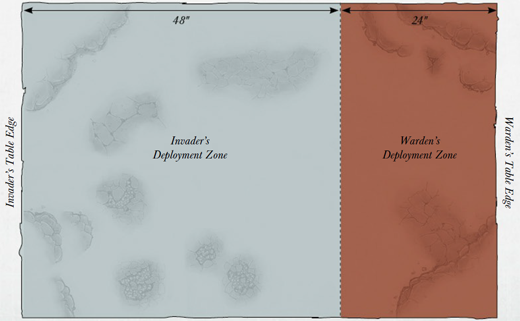 48"
24"
Invader's Table Edge
Invader's
Deployment Zone
Warden's
Deployment Zone
Warden's Table Edge